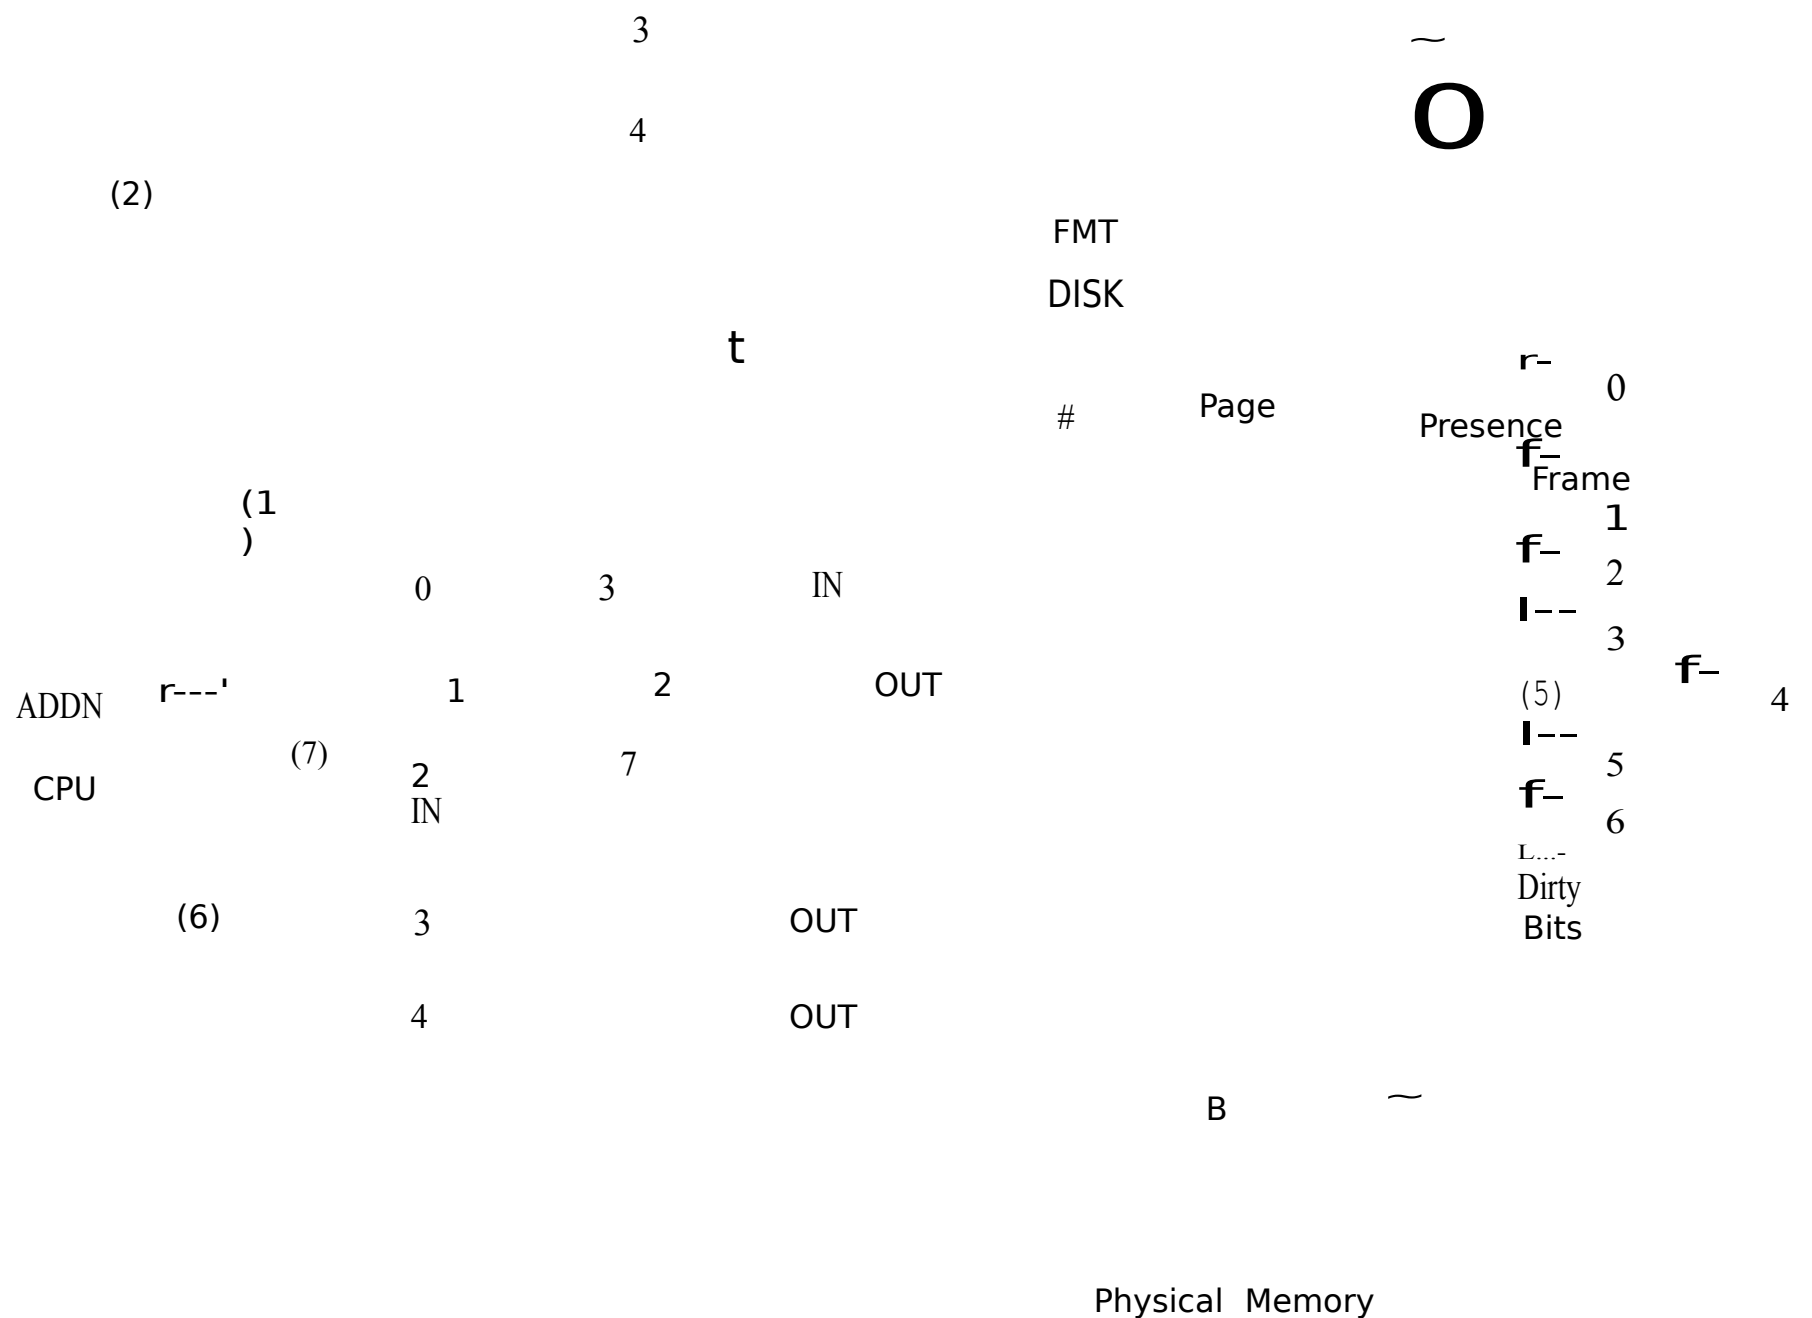 3
~
O
4
(2)
FMT
DISK
t
r-
0
# Page
Presence
f-
Frame
(1
)
1
f-
0 3 IN
2
I--
3
f-
ADDN r---' 1 2 OUT
(5)
4
I--
(7)
2
7
5
CPU
IN
f-
6
L...-
Dirty
Bits
(6) 3 OUT
4 OUT
B ~
Physical Memory